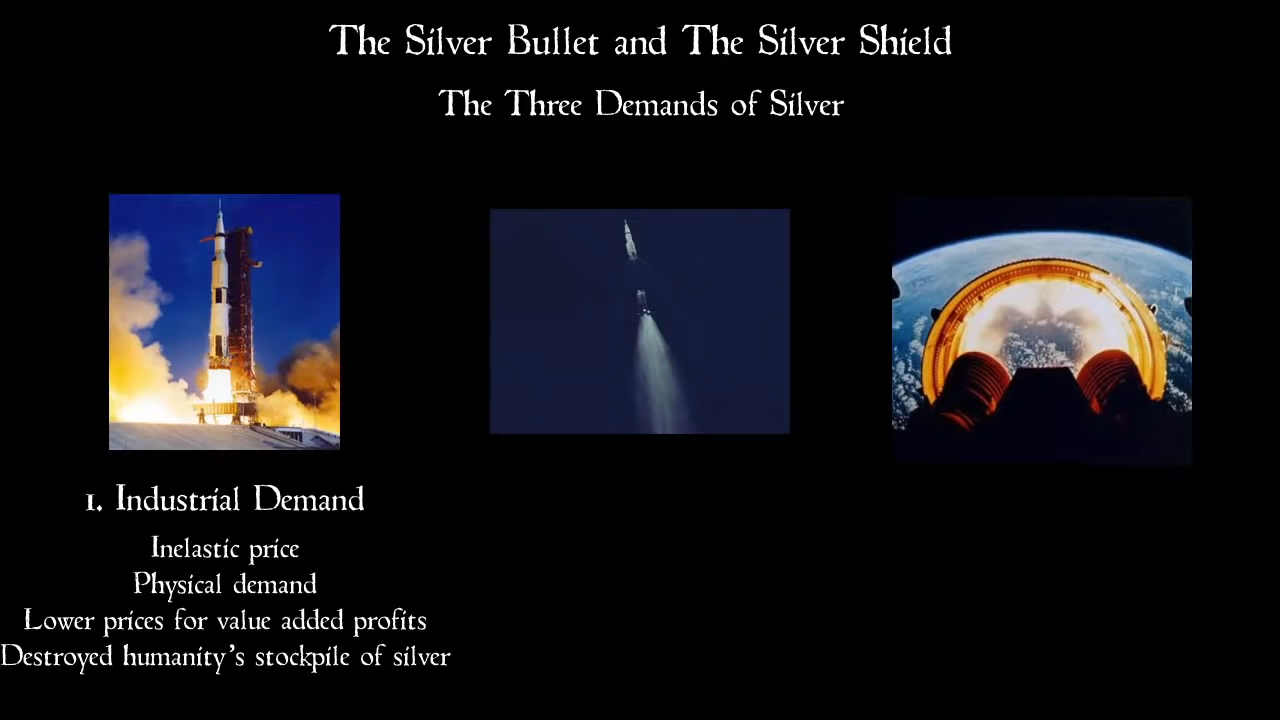 The Silver Bullet and The Silver Shield
The Three Demands of Silver
1. Industrial Demand
Inelastic price
Physical demand
Lower prices for value added profits
Destroyed humanity's stockpile of silver